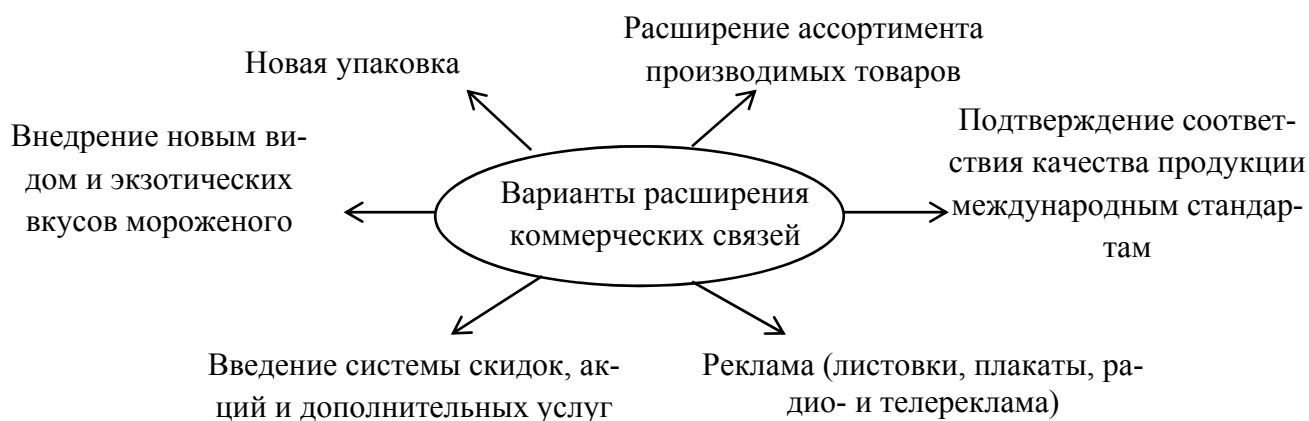 Новая упаковка
Расширение ассортимента
производимых товаров
Внедрение новым ви-
дом и экзотических
вкусов мороженого
Варианты расширения
коммерческих связей
Подтверждение соответ-
ствия качества продукции
международным стандар-
там
Введение системы скидок, ак-
ций и дополнительных услуг
Реклама (листовки, плакаты, ра-
дио- и телереклама)